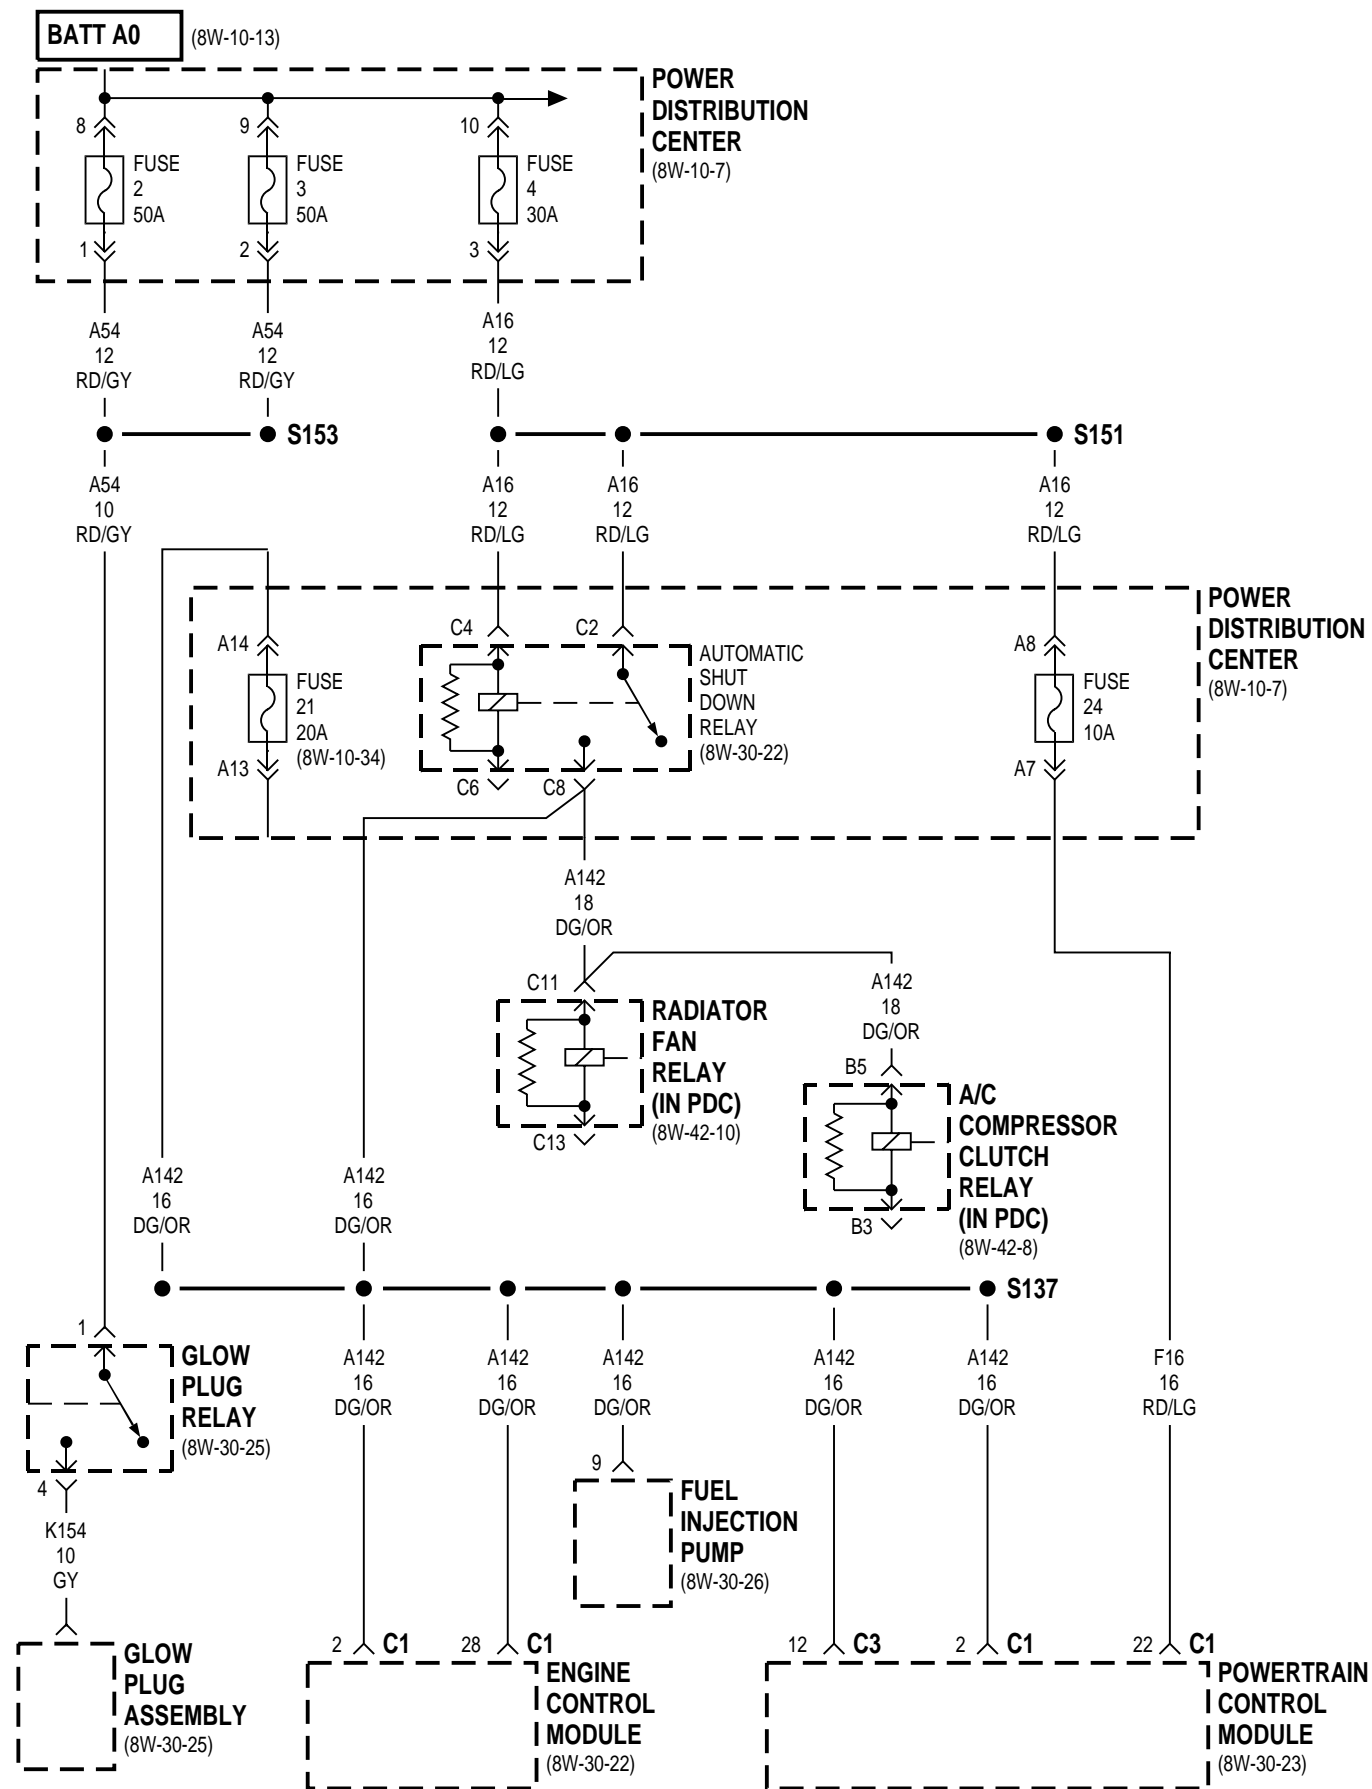 BATT A0
(8W-10-13)
POWER
DISTRIBUTION
CENTER
(8W-10-7)
8
9
10
FUSE
2
50A
FUSE
3
50A
FUSE
4
30A
1
2
3
A54
12
RD/GY
A54
12
RD/GY
A16
12
RD/LG
S153
S151
A54
10
RD/GY
A16
12
RD/LG
A16
12
RD/LG
A16
12
RD/LG
POWER
DISTRIBUTION
CENTER
(8W-10-7)
A14
FUSE
21
20A
(8W-10-34)
A13
C4
C2
AUTOMATIC
SHUT
DOWN
RELAY
(8W-30-22)
C6
C8
A8
FUSE
24
10A
A7
A142
18
DG/OR
C11
RADIATOR
FAN
RELAY
(IN PDC)
(8W-42-10)
C13
A142
18
DG/OR
B5
A/C
COMPRESSOR
CLUTCH
RELAY
(IN PDC)
(8W-42-8)
B3
A142
16
DG/OR
A142
16
DG/OR
S137
1
GLOW
PLUG
RELAY
(8W-30-25)
4
K154
10
GY
GLOW
PLUG
ASSEMBLY
(8W-30-25)
A142
16
DG/OR
A142
16
DG/OR
A142
16
DG/OR
A142
16
DG/OR
A142
16
DG/OR
F16
16
RD/LG
9
FUEL
INJECTION
PUMP
(8W-30-26)
2 C1
28 C1
ENGINE
CONTROL
MODULE
(8W-30-22)
12 C3
2 C1
22 C1
POWERTRAIN
CONTROL
MODULE
(8W-30-23)